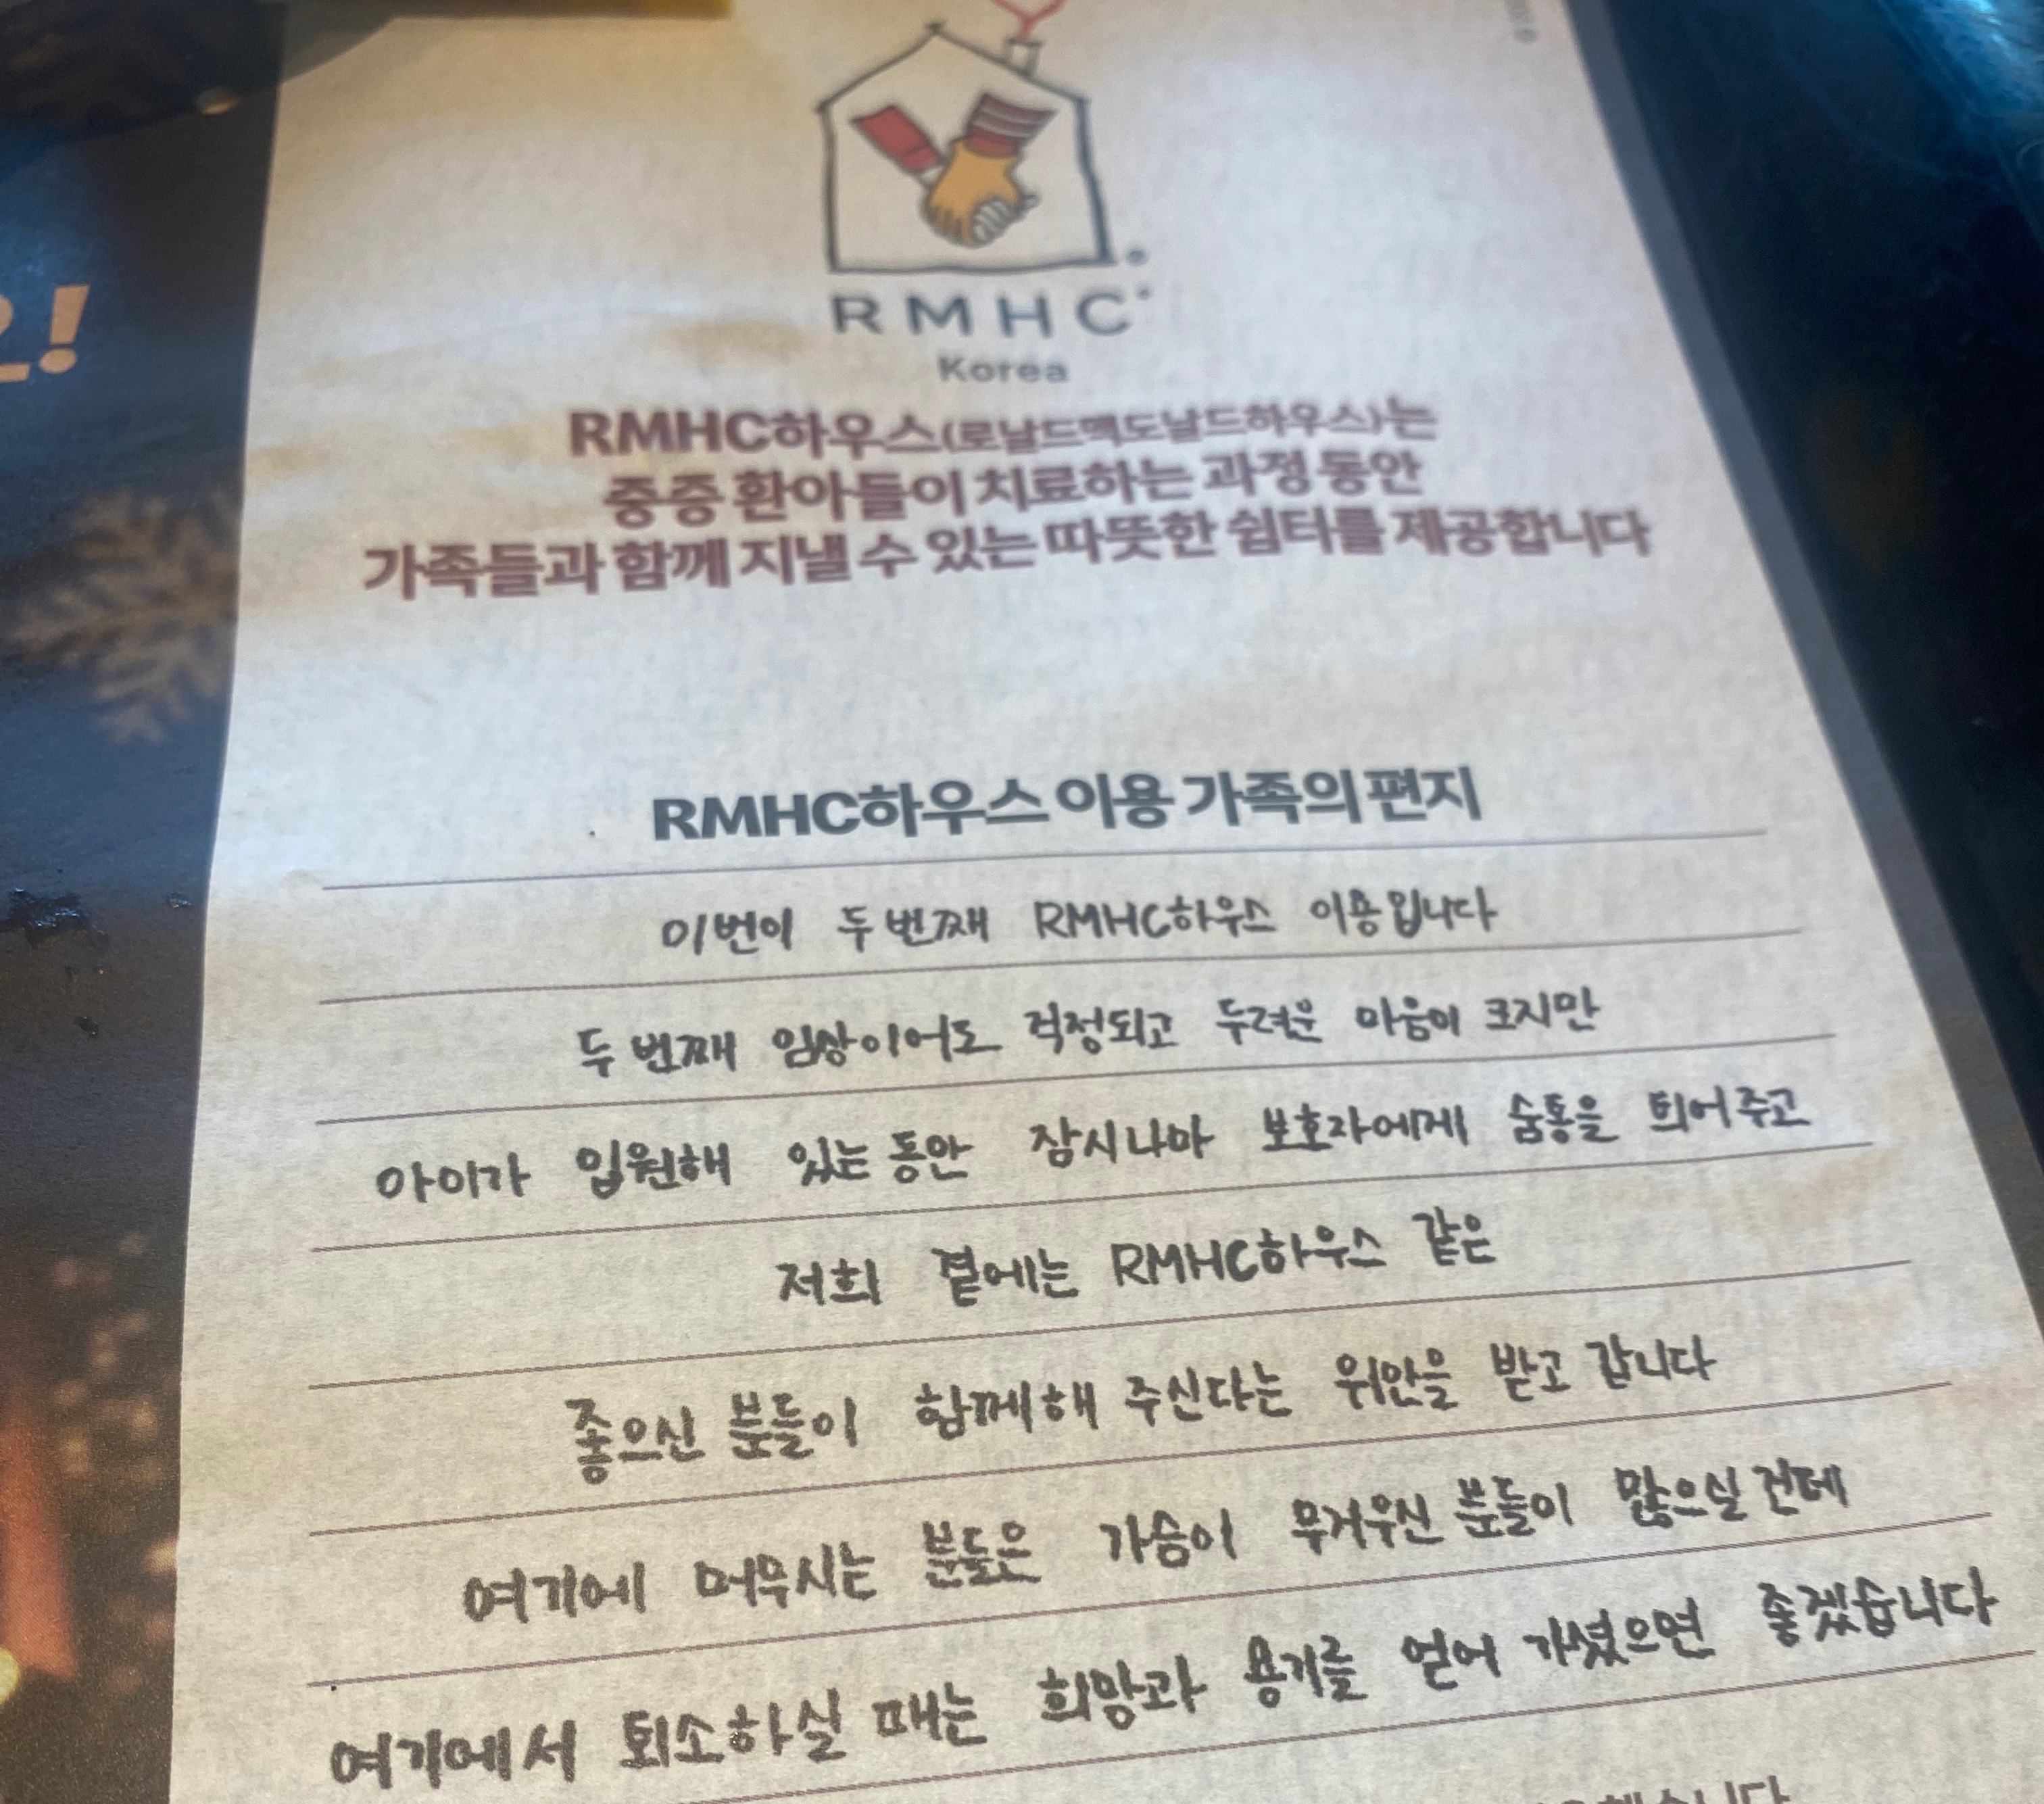 !
RMHC
Korea
RMHC하우스(로날드맥도날드하우스)는
중증 환아들이 치료하는 과정 동안
가족들과 함께 지낼 수 있는 따뜻한 쉼터를 제공합니다
RMHC하우스 이용 가족의 편지
이번이 두 번째 RMHC하우스 이용입니다
두 번째 임상이어도 걱정되고 두려운 마음이 크지만
아이가 입원해 있는 동안 잠시나마 보호자에게 숨통을 틔어 주고
저희 곁에는 RMHC하우스 같은
좋으신 분들이 함께해 주신다는 위안을 받고 갑니다
여기에 머무시는 분들은 가슴이 무거우신 분들이 많으실 건데
여기에서 퇴소하실 때는 희망과 용기를 얻어 가셨으면 좋겠습니다